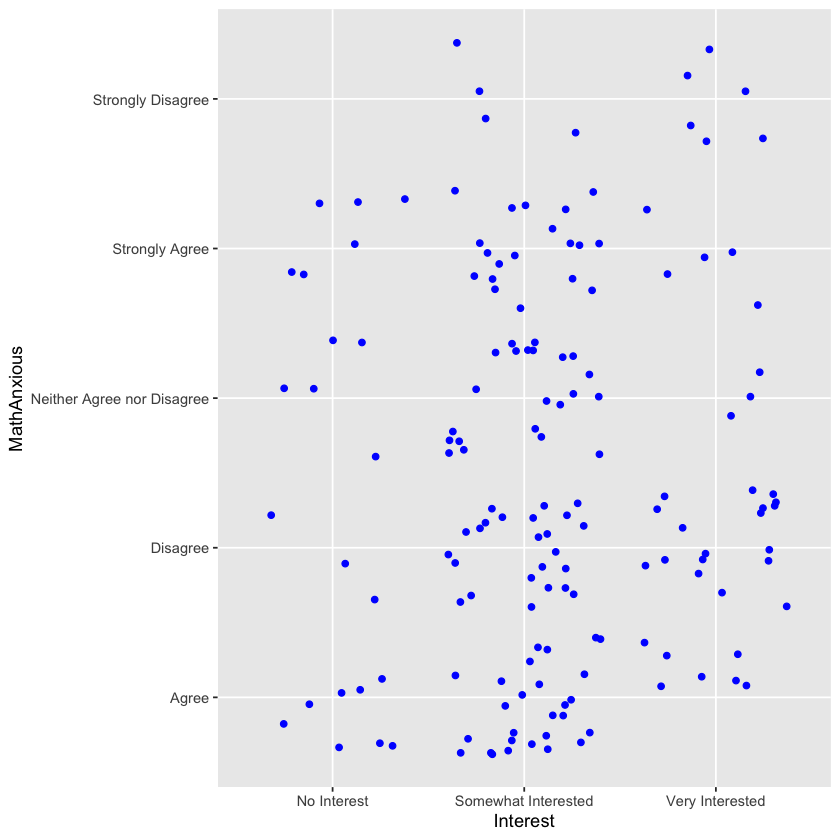 Strongly Disagree
Strongly Agree
MathAnxious
Neither Agree nor Disagree
Disagree
Agree
No Interest
Somewhat Interested
Very Interested
Interest